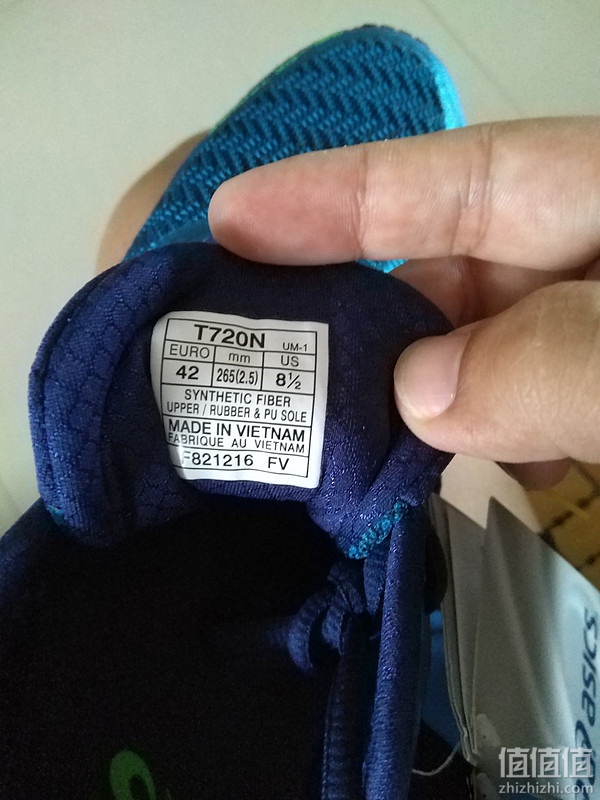 T720N UM-1
EURO mm US
42 265(2.5) 8½
SYNTHETIC FIBER
UPPER / RUBBER & PU SOLE
MADE IN VIETNAM
FABRIQUE AU VIETNAM
F821216 FV
asics
值值值
zhizhizhi.com